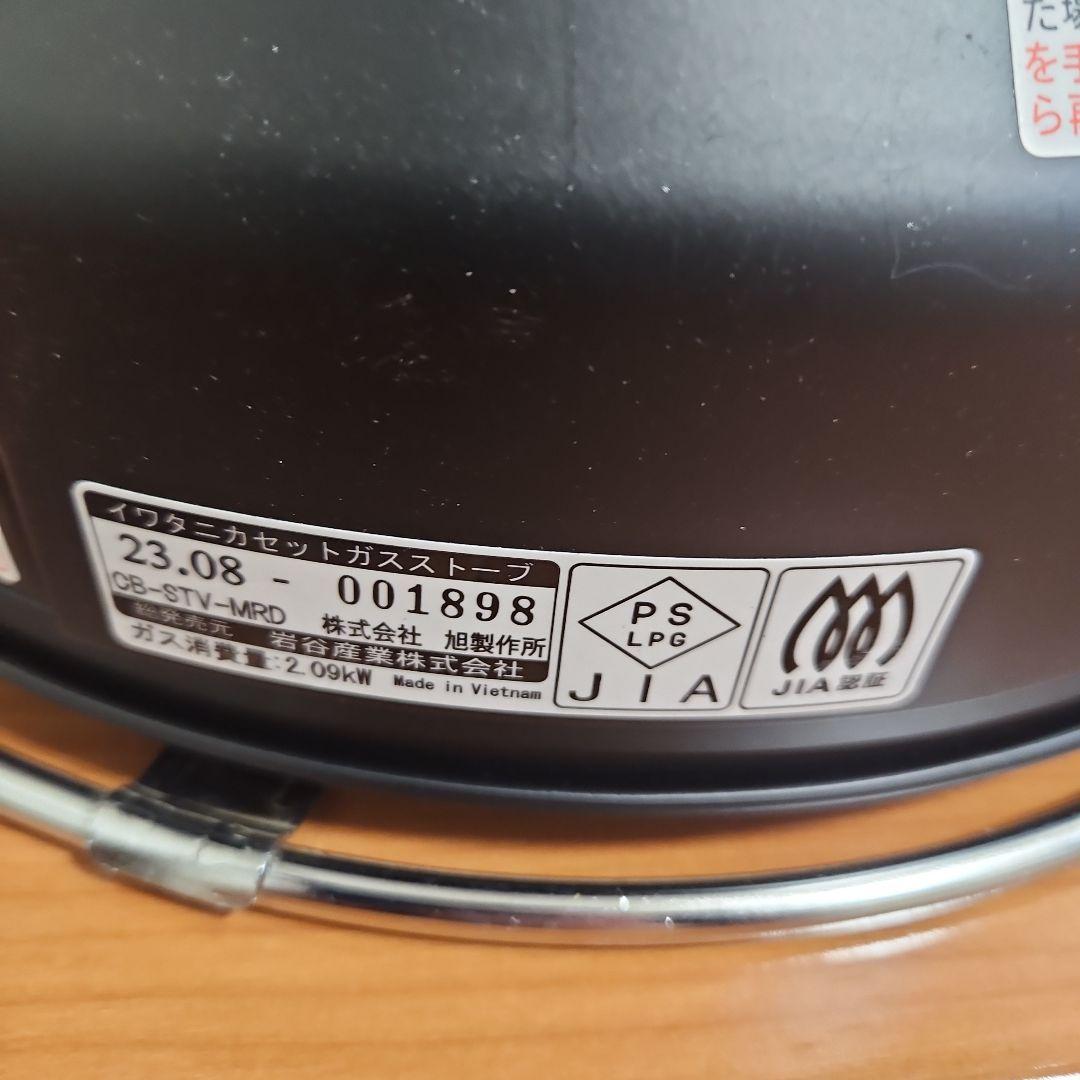 た場
を手
ら再
イワタニカセットガスストーブ
23.08 - 001898
CB-STV-MRD 株式会社 旭製作所
総発売元 岩谷産業株式会社
ガス消費量:2.09kW Made in Vietnam
PS
LPG
JIA
JIA認証